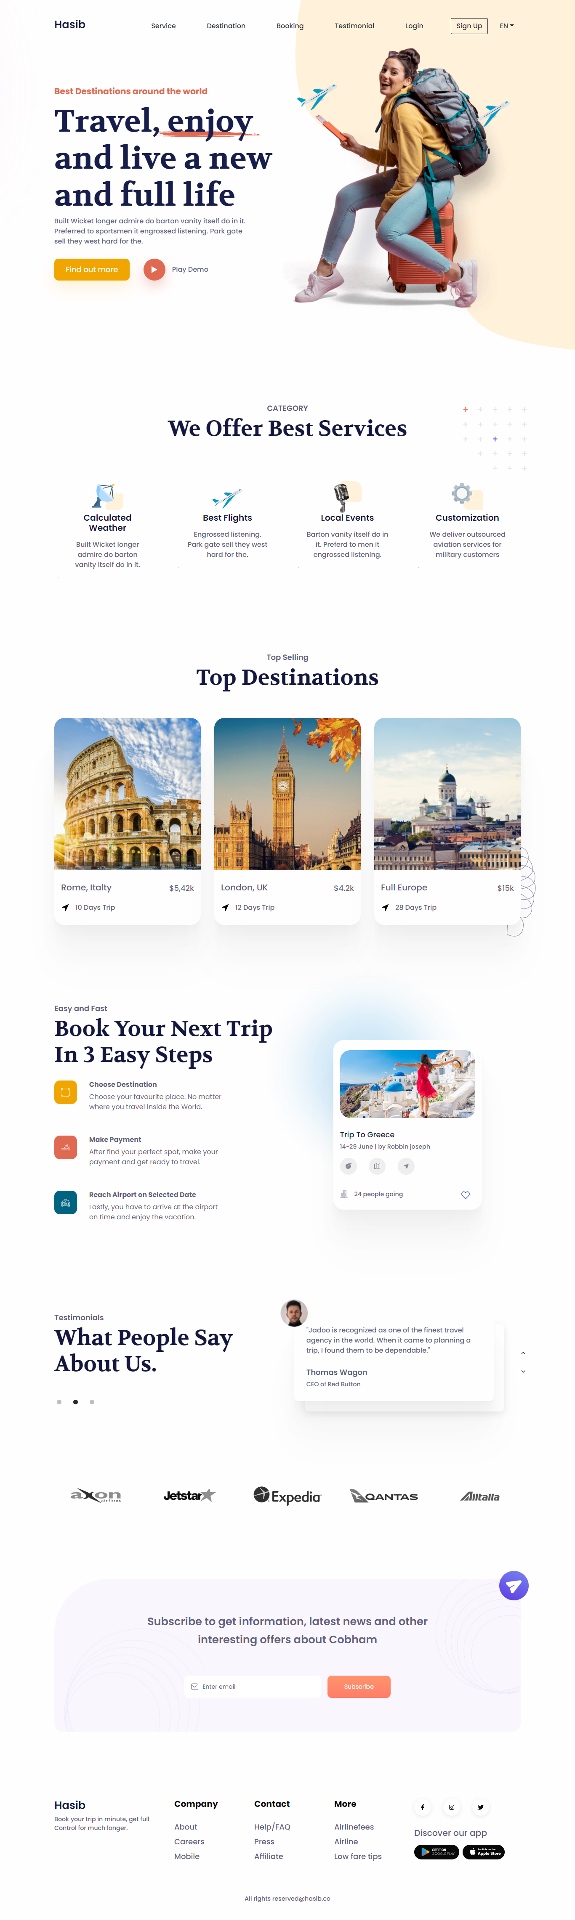 Hasib
Service
Destination
Booking
Testimonial
Login
Sign Up
EN
Best Destinations around the world
Travel, enjoy
and live a new
and full life
Built Wicket longer admire do barton vanity itself do in it.
Preferred to sportsmen it engrossed listening. Park gate
sell they west hard for the.
Find out more
Play Demo
CATEGORY
We Offer Best Services
Calculated
Weather
Built Wicket longer
admire do barton
vanity itself do in it.
Best Flights
Engrossed listening.
Park gate sell they west
hard for the.
Local Events
Barton vanity itself do in
it. Preferd to men it
engrossed listening.
Customization
We deliver outsourced
aviation services for
military customers
Top Selling
Top Destinations
Rome, Italty
$5,42k
10 Days Trip
London, UK
$4.2k
12 Days Trip
Full Europe
$15k
28 Days Trip
Easy and Fast
Book Your Next Trip
In 3 Easy Steps
Choose Destination
Choose your favourite place. No matter
where you travel inside the World.
Make Payment
After find your perfect spot, make your
payment and get ready to travel.
Reach Airport on Selected Date
Lastly, you have to arrive at the airport
on time and enjoy the vacation.
Trip To Greece
14-29 June | by Robbin joseph
24 people going
Testimonials
What People Say
About Us.
"Jadoo is recognized as one of the finest travel
agency in the world. When it came to planning a
trip, I found them to be dependable."
Thomas Wagon
CEO of Red Button
axon
airlines
Jetstar
Expedia
QANTAS
Alitalia
Subscribe to get information, latest news and other
interesting offers about Cobham
Enter email
Subscribe
Hasib
Book your trip in minute, get full
Control for much longer.
Company
About
Careers
Mobile
Contact
Help/FAQ
Press
Affiliate
More
Airlinefees
Airline
Low fare tips
Discover our app
GOOGLE PLAY
Apple Store
All rights reserved@hasib.co